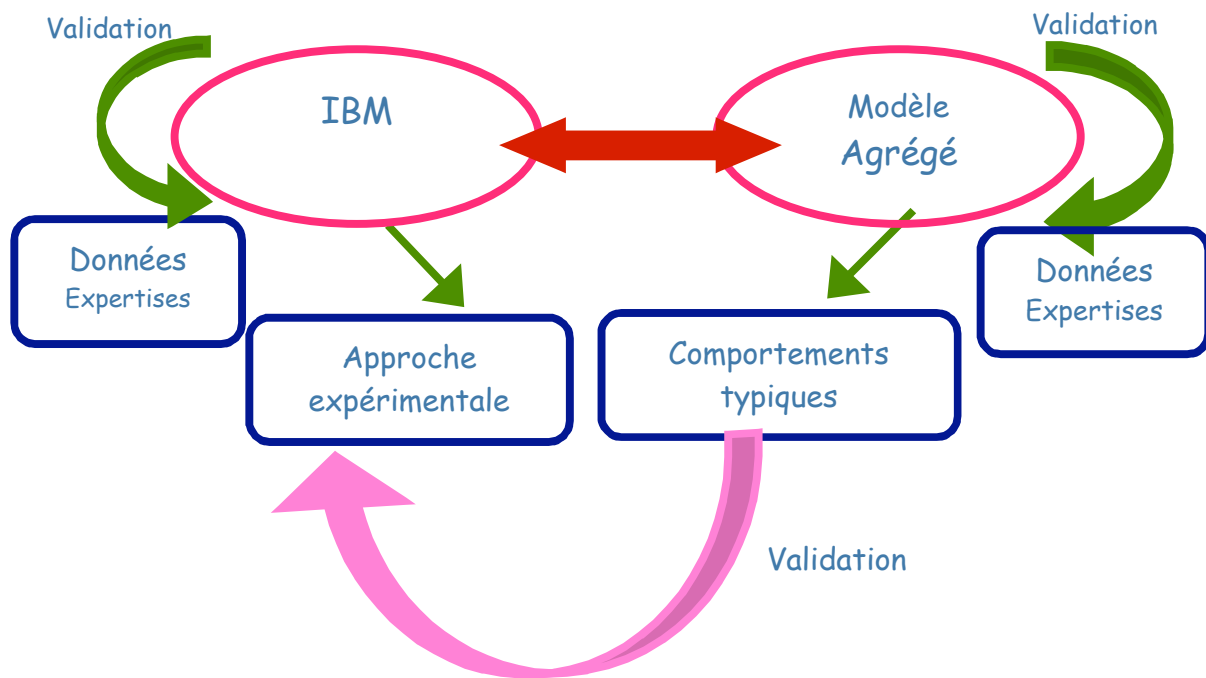 Validation
Validation
IBM
Modèle
Agrégé
Données
Expertises
Données
Expertises
Approche
expérimentale
Comportements
typiques
Validation